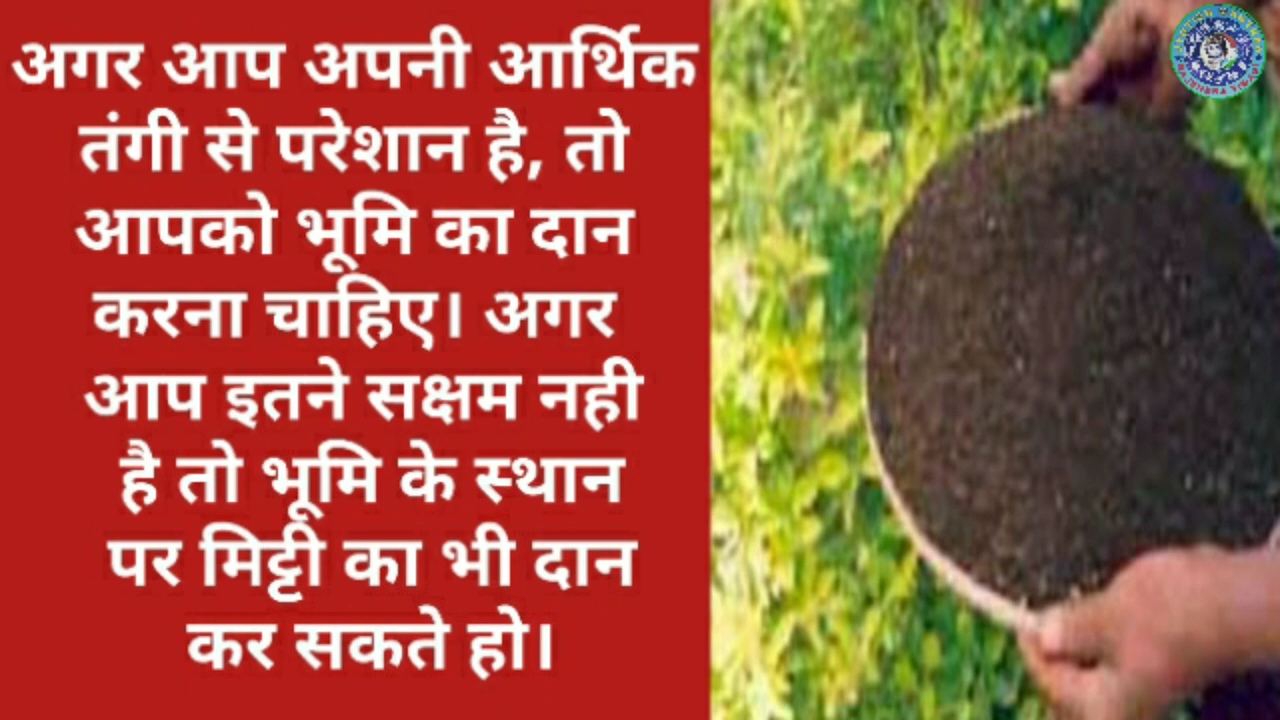 अगर आप अपनी आर्थिक
तंगी से परेशान है, तो
आपको भूमि का दान
करना चाहिए। अगर
आप इतने सक्षम नही
है तो भूमि के स्थान
पर मिट्टी का भी दान
कर सकते हो।